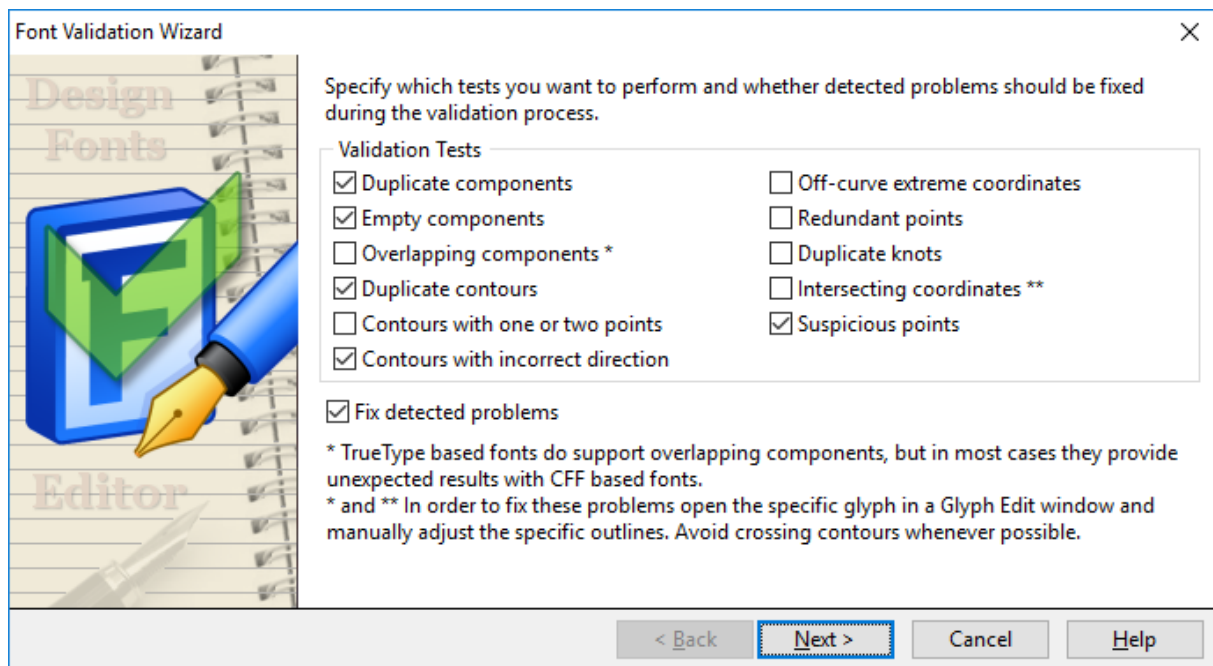 Font Validation Wizard
Design
Fonts
Editor
Specify which tests you want to perform and whether detected problems should be fixed
during the validation process.
Validation Tests
Duplicate components
Empty components
Overlapping components *
Duplicate contours
Contours with one or two points
Contours with incorrect direction
Off-curve extreme coordinates
Redundant points
Duplicate knots
Intersecting coordinates **
Suspicious points
Fix detected problems
* TrueType based fonts do support overlapping components, but in most cases they provide
unexpected results with CFF based fonts.
* and ** In order to fix these problems open the specific glyph in a Glyph Edit window and
manually adjust the specific outlines. Avoid crossing contours whenever possible.
< Back
Next >
Cancel
Help